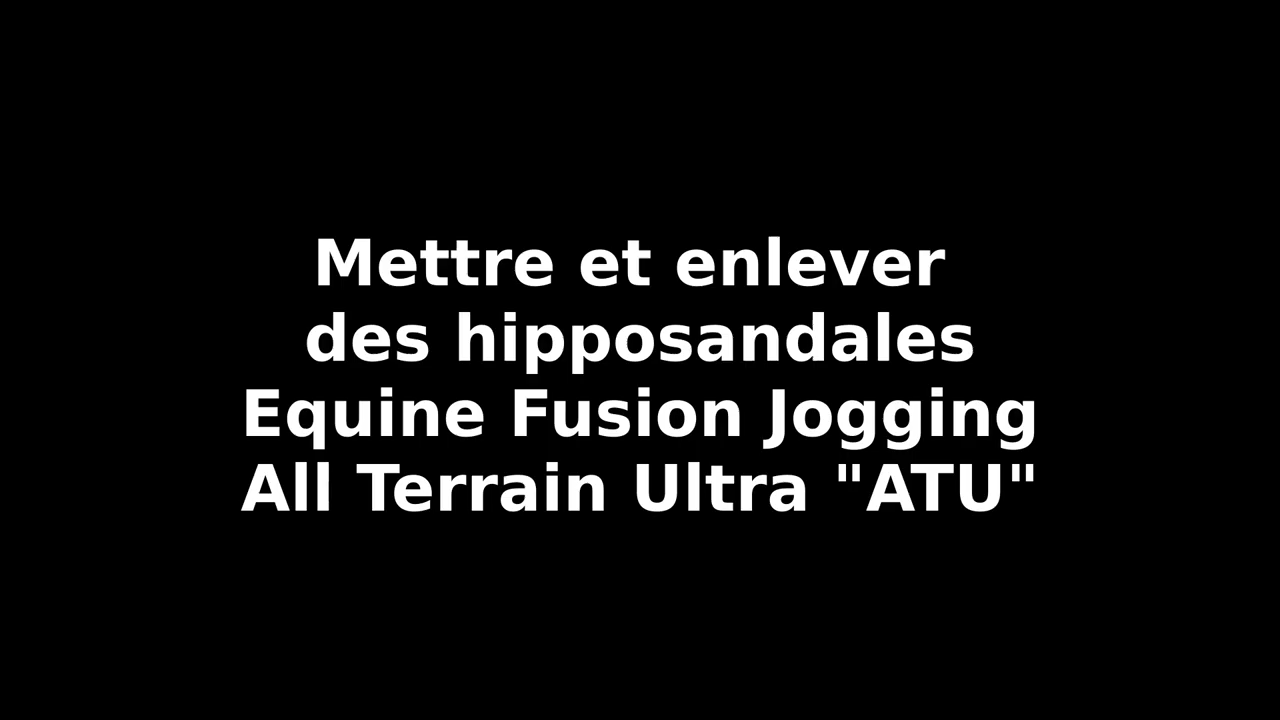 Mettre et enlever
des hipposandales
Equine Fusion Jogging
All Terrain Ultra "ATU"